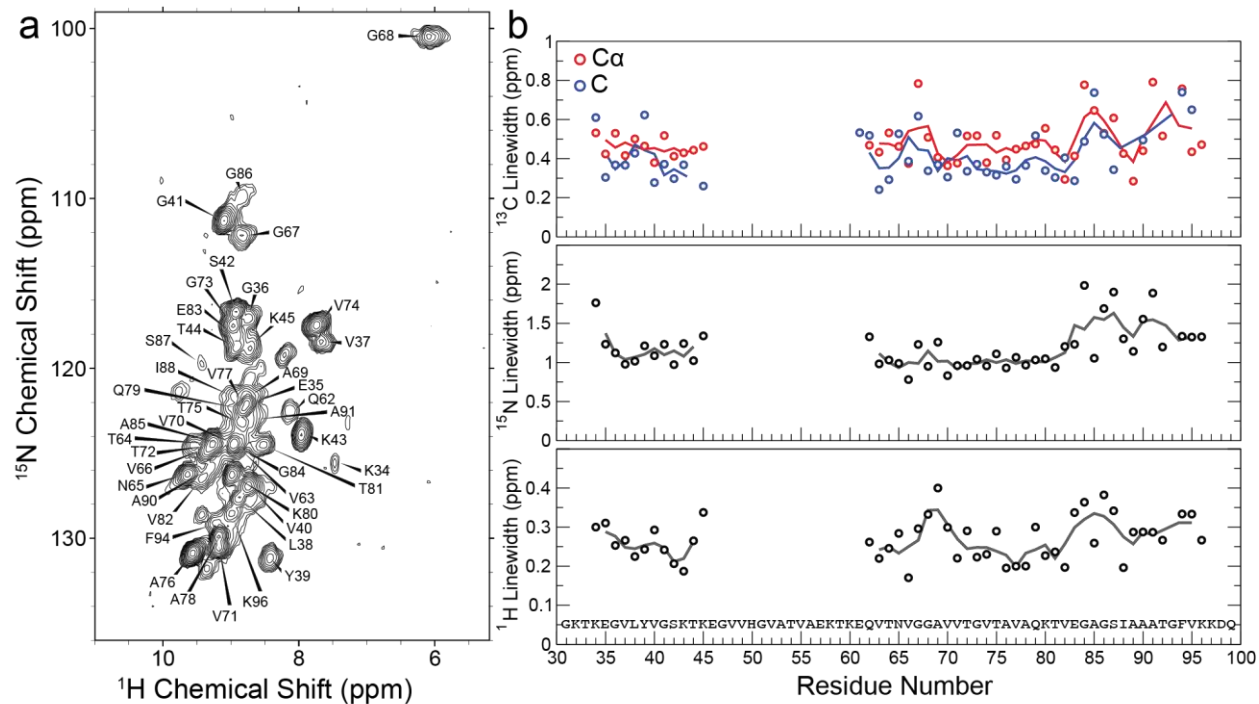 a
100
110
120
130
10
8
6
¹⁵N Chemical Shift (ppm)
¹H Chemical Shift (ppm)
G68
G86
G41
G67
S42
G73
G36
E83
V74
T44
K45
V37
S87
A69
I88
V77
E35
Q79
Q62
T75
A91
V70
A85
T64
K43
T72
G84
K34
V66
V63
T81
N65
K80
A90
V40
V82
L38
F94
Y39
A76
A78
K96
V71
b
Cα
C
¹³C Linewidth (ppm)
1
0.8
0.6
0.4
0.2
0
¹⁵N Linewidth (ppm)
2
1.5
1
0.5
0
¹H Linewidth (ppm)
0.4
0.3
0.2
0.1
0.05
0
GKTKEGVLYVGSKTKEGVVHGVATVAEKTKEQVTNVGGAVVTGVTAVAQKTVEGAGSIAAATGFVKKDQ
30 35 40 45 50 55 60 65 70 75 80 85 90 95 100
Residue Number